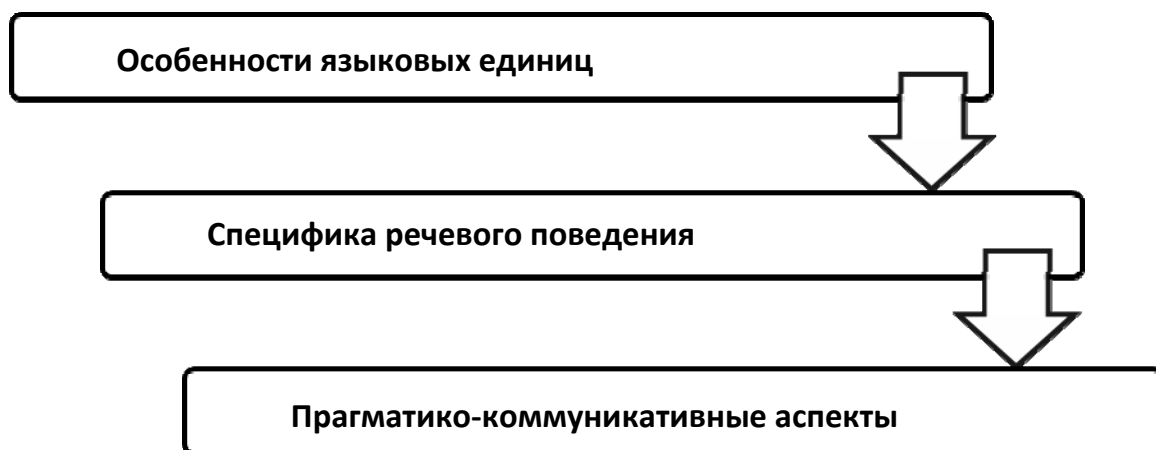 Особенности языковых единиц
Специфика речевого поведения
Прагматико-коммуникативные аспекты